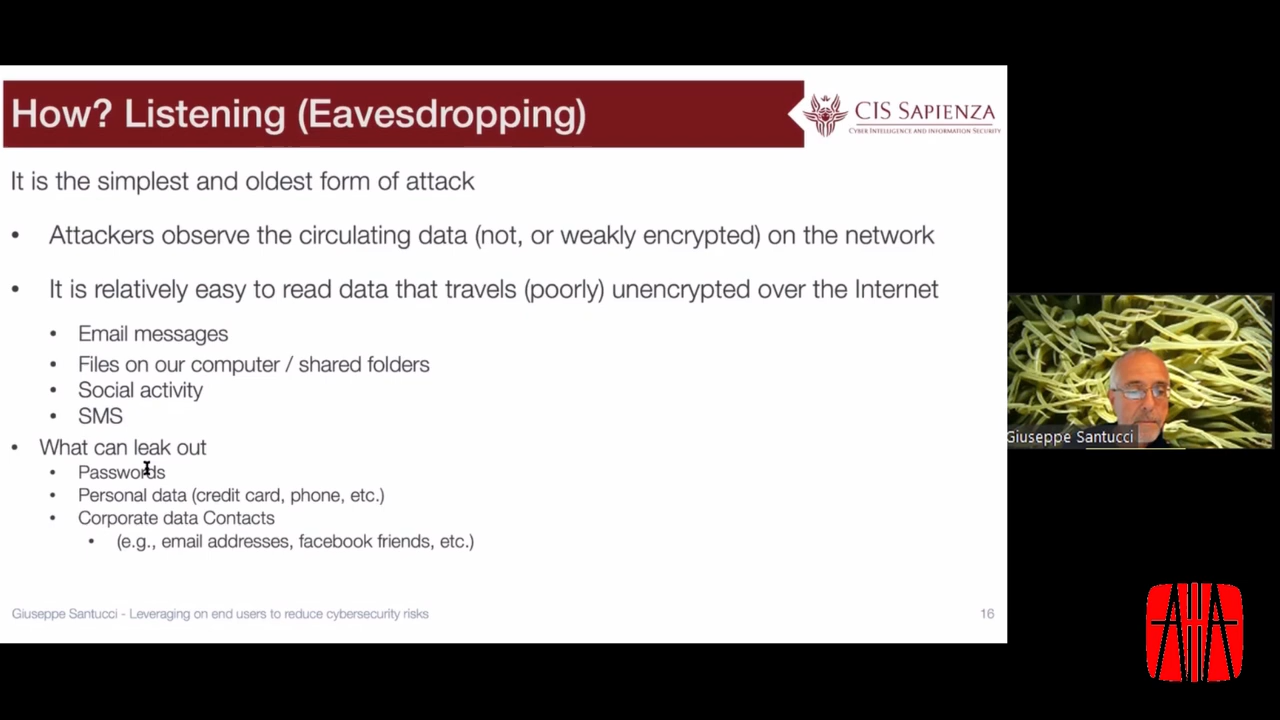 How? Listening (Eavesdropping)
CIS SAPIENZA
CYBER INTELLIGENCE AND INFORMATION SECURITY
It is the simplest and oldest form of attack
• Attackers observe the circulating data (not, or weakly encrypted) on the network
• It is relatively easy to read data that travels (poorly) unencrypted over the Internet
• Email messages
• Files on our computer / shared folders
• Social activity
• SMS
• What can leak out
• Passwords
• Personal data (credit card, phone, etc.)
• Corporate data Contacts
• (e.g., email addresses, facebook friends, etc.)
Giuseppe Santucci - Leveraging on end users to reduce cybersecurity risks
16
Giuseppe Santucci